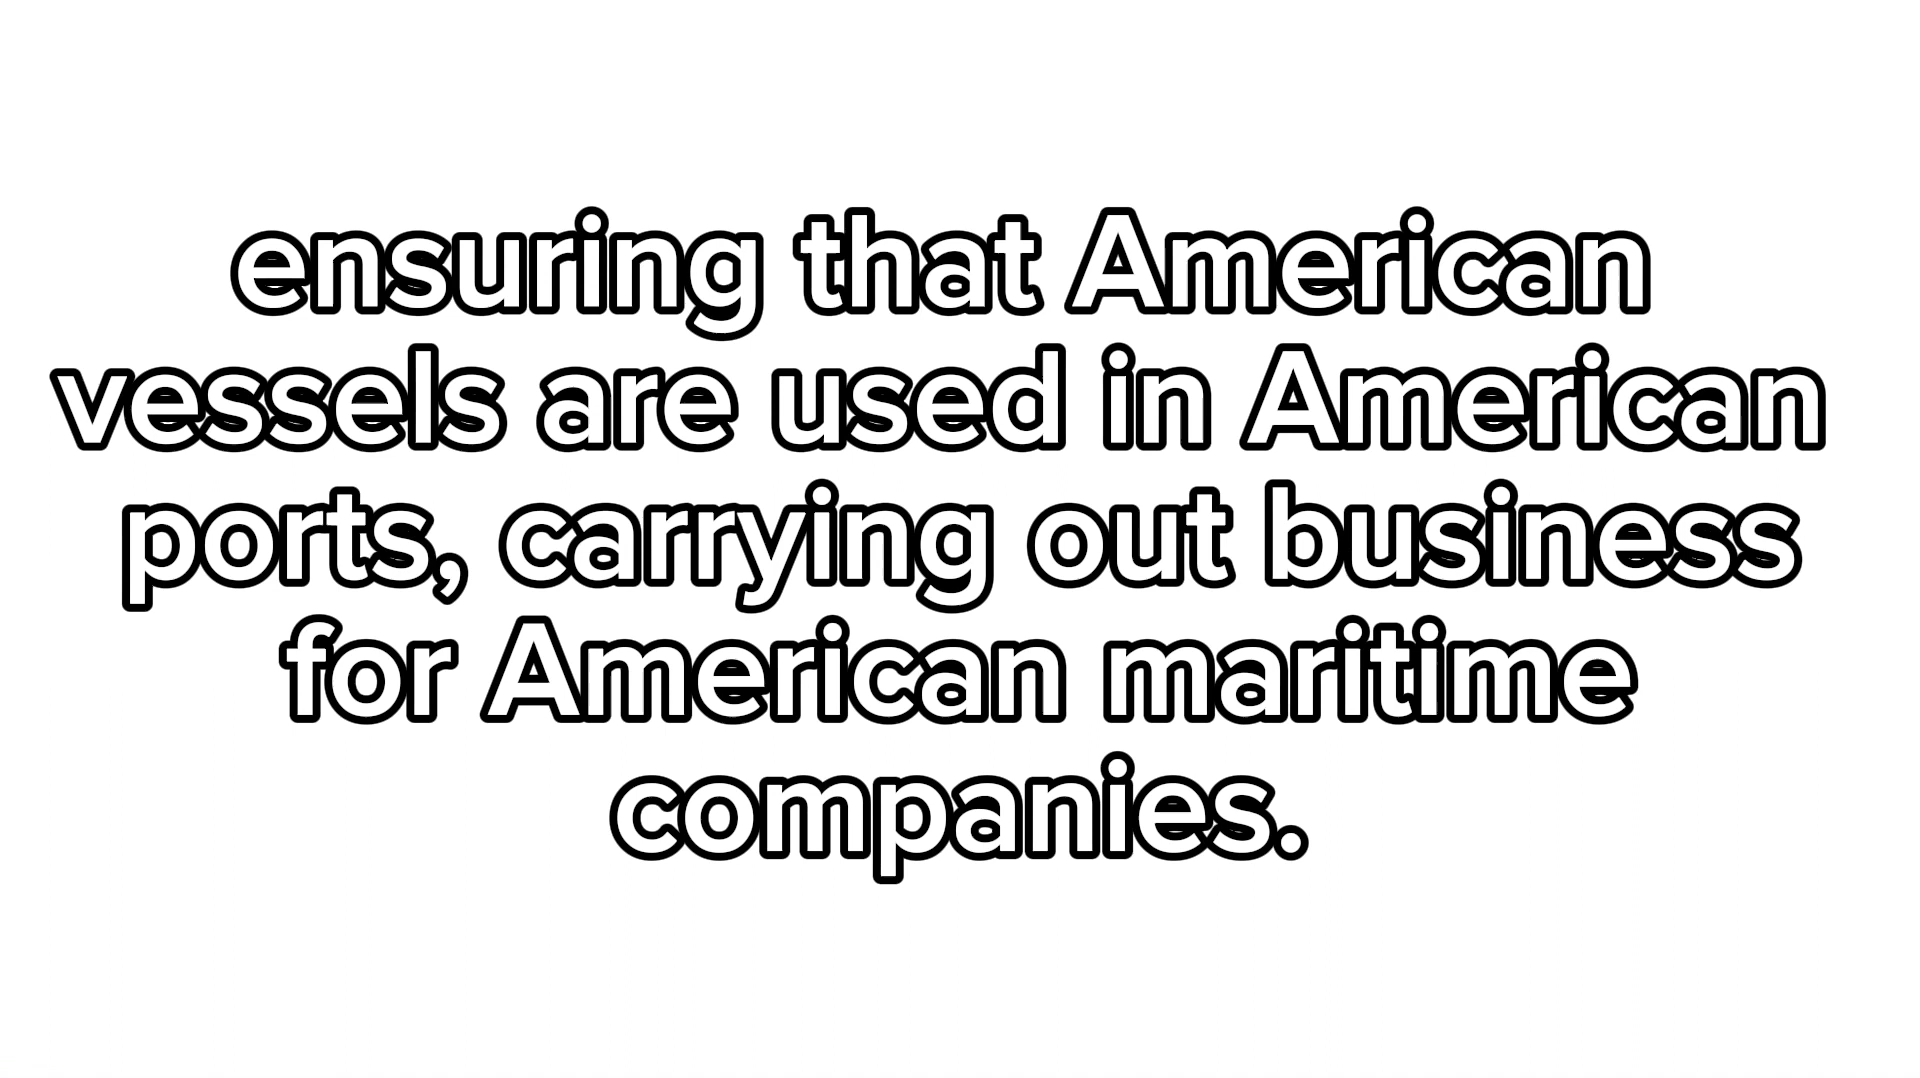 ensuring that American
vessels are used in American
ports, carrying out business
for American maritime
companies.